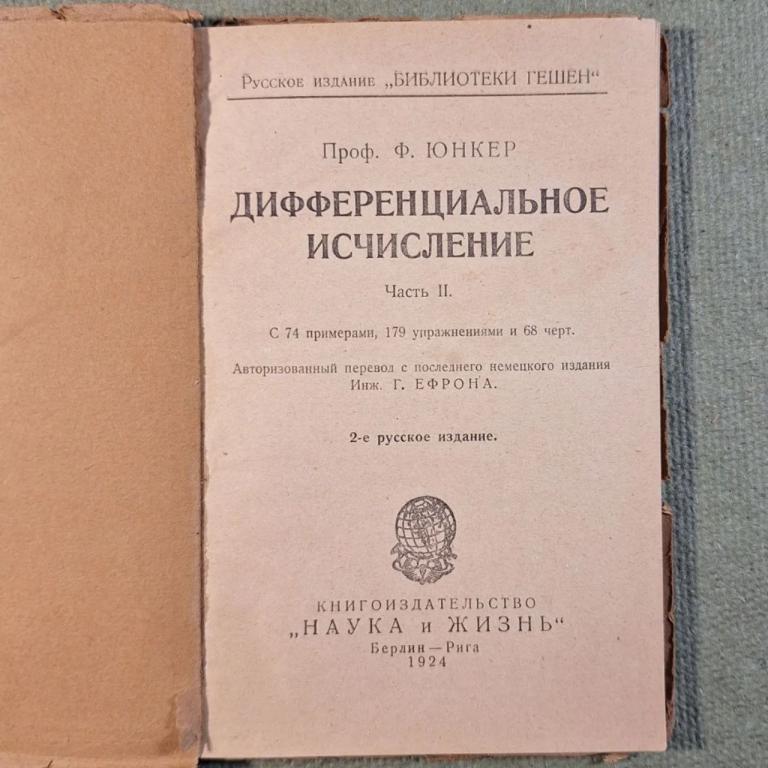 Русское издание „БИБЛИОТЕКИ ГЕШЕН“
Проф. Ф. ЮНКЕР
ДИФФЕРЕНЦИАЛЬНОЕ
ИСЧИСЛЕНИЕ
Часть II.
С 74 примерами, 179 упражнениями и 68 черт.
Авторизованный перевод с последнего немецкого издания
Инж. Г. ЕФРОНА.
2-е русское издание.
КНИГОИЗДАТЕЛЬСТВО
„НАУКА и ЖИЗНЬ“
Берлин—Рига
1924